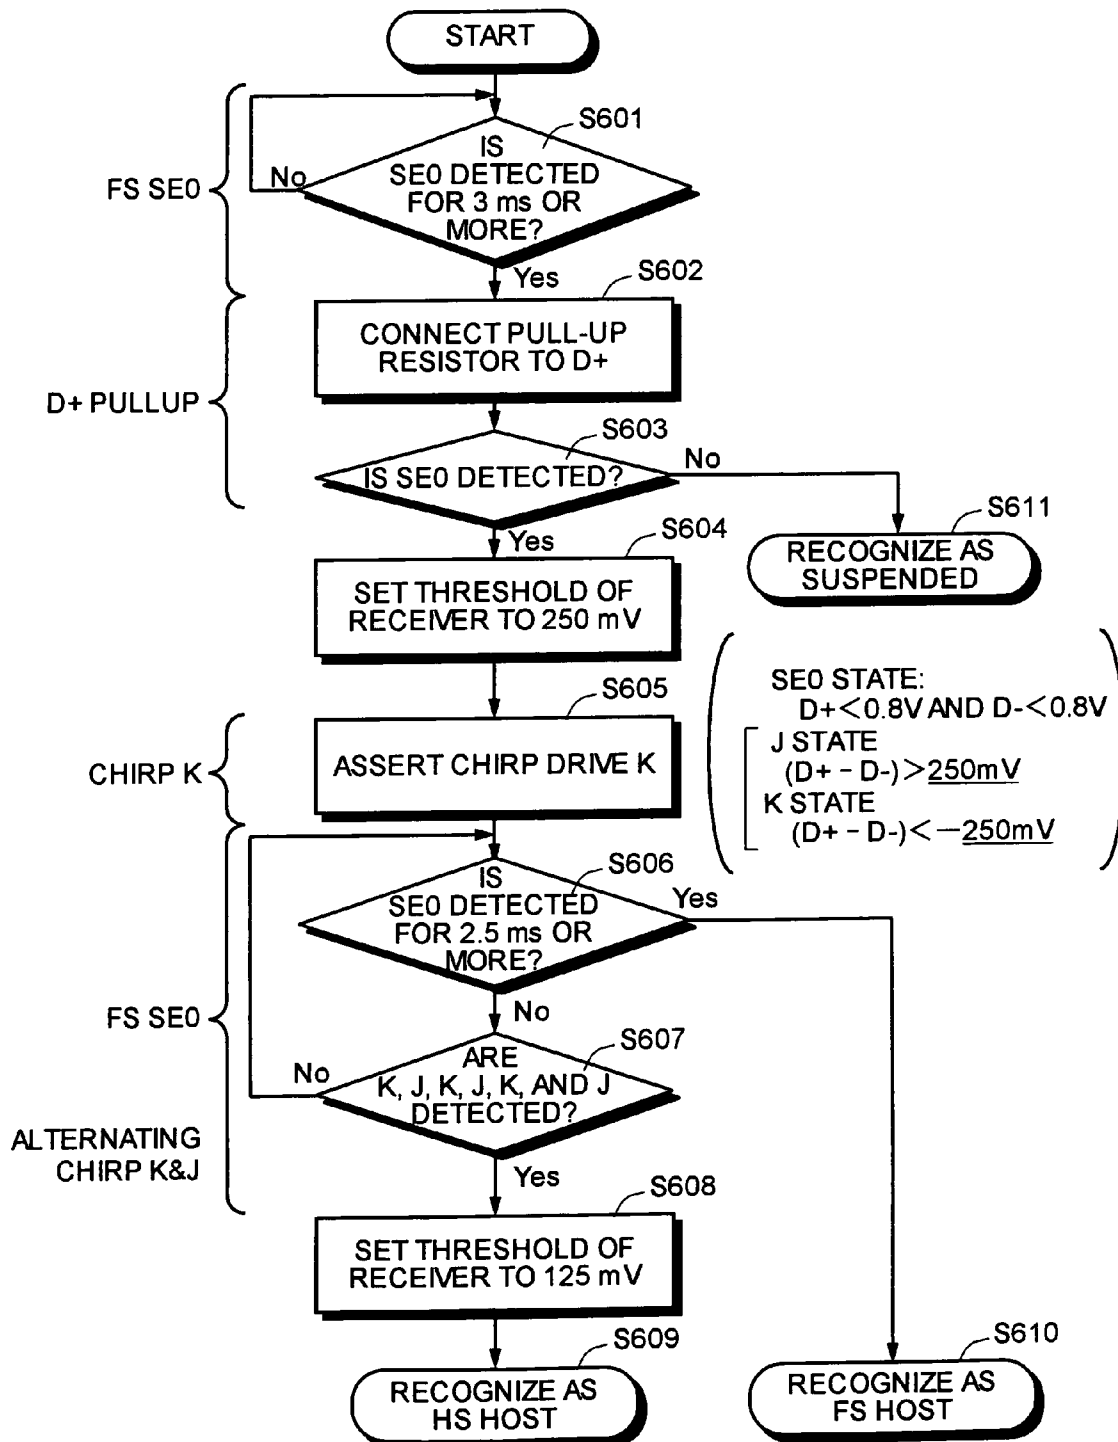 START
S601
IS
SE0 DETECTED
FOR 3 ms OR
MORE?
No
FS SE0
Yes
S602
CONNECT PULL-UP
RESISTOR TO D+
D+ PULLUP
S603
IS SE0 DETECTED?
No
Yes
S604
S611
RECOGNIZE AS
SUSPENDED
SET THRESHOLD OF
RECEIVER TO 250 mV
SE0 STATE:
D+<0.8V AND D-<0.8V
J STATE
(D+ - D-)>250mV
K STATE
(D+ - D-)<-250mV
S605
ASSERT CHIRP DRIVE K
CHIRP K
S606
IS
SE0 DETECTED
FOR 2.5 ms OR
MORE?
Yes
No
FS SE0
S607
ARE
K, J, K, J, K, AND J
DETECTED?
No
ALTERNATING
CHIRP K&J
Yes
S608
SET THRESHOLD OF
RECEIVER TO 125 mV
S609
RECOGNIZE AS
HS HOST
S610
RECOGNIZE AS
FS HOST